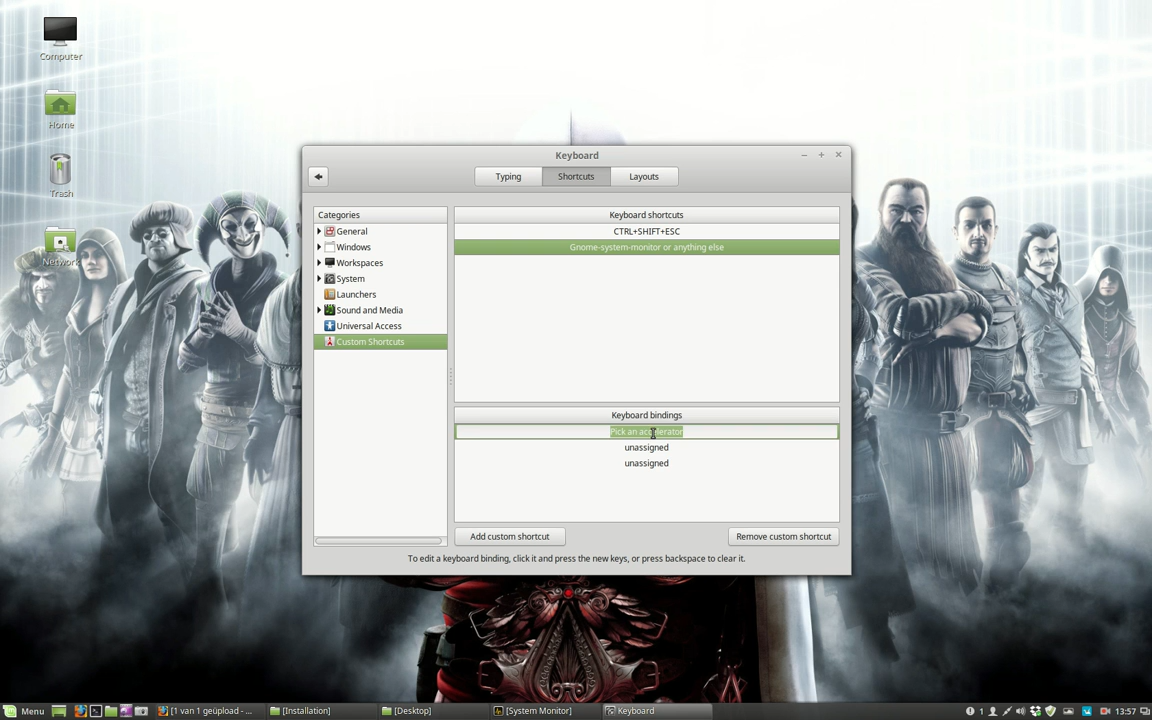 Computer
Home
Trash
Network
Keyboard
Typing
Shortcuts
Layouts
Categories
General
Windows
Workspaces
System
Launchers
Sound and Media
Universal Access
Custom Shortcuts
Keyboard shortcuts
CTRL+SHIFT+ESC
Gnome-system-monitor or anything else
Keyboard bindings
Pick an accelerator
unassigned
unassigned
Add custom shortcut
Remove custom shortcut
To edit a keyboard binding, click it and press the new keys, or press backspace to clear it.
Menu
[1 van 1 geüpload - ...
[Installation]
[Desktop]
[System Monitor]
Keyboard
1
13:57